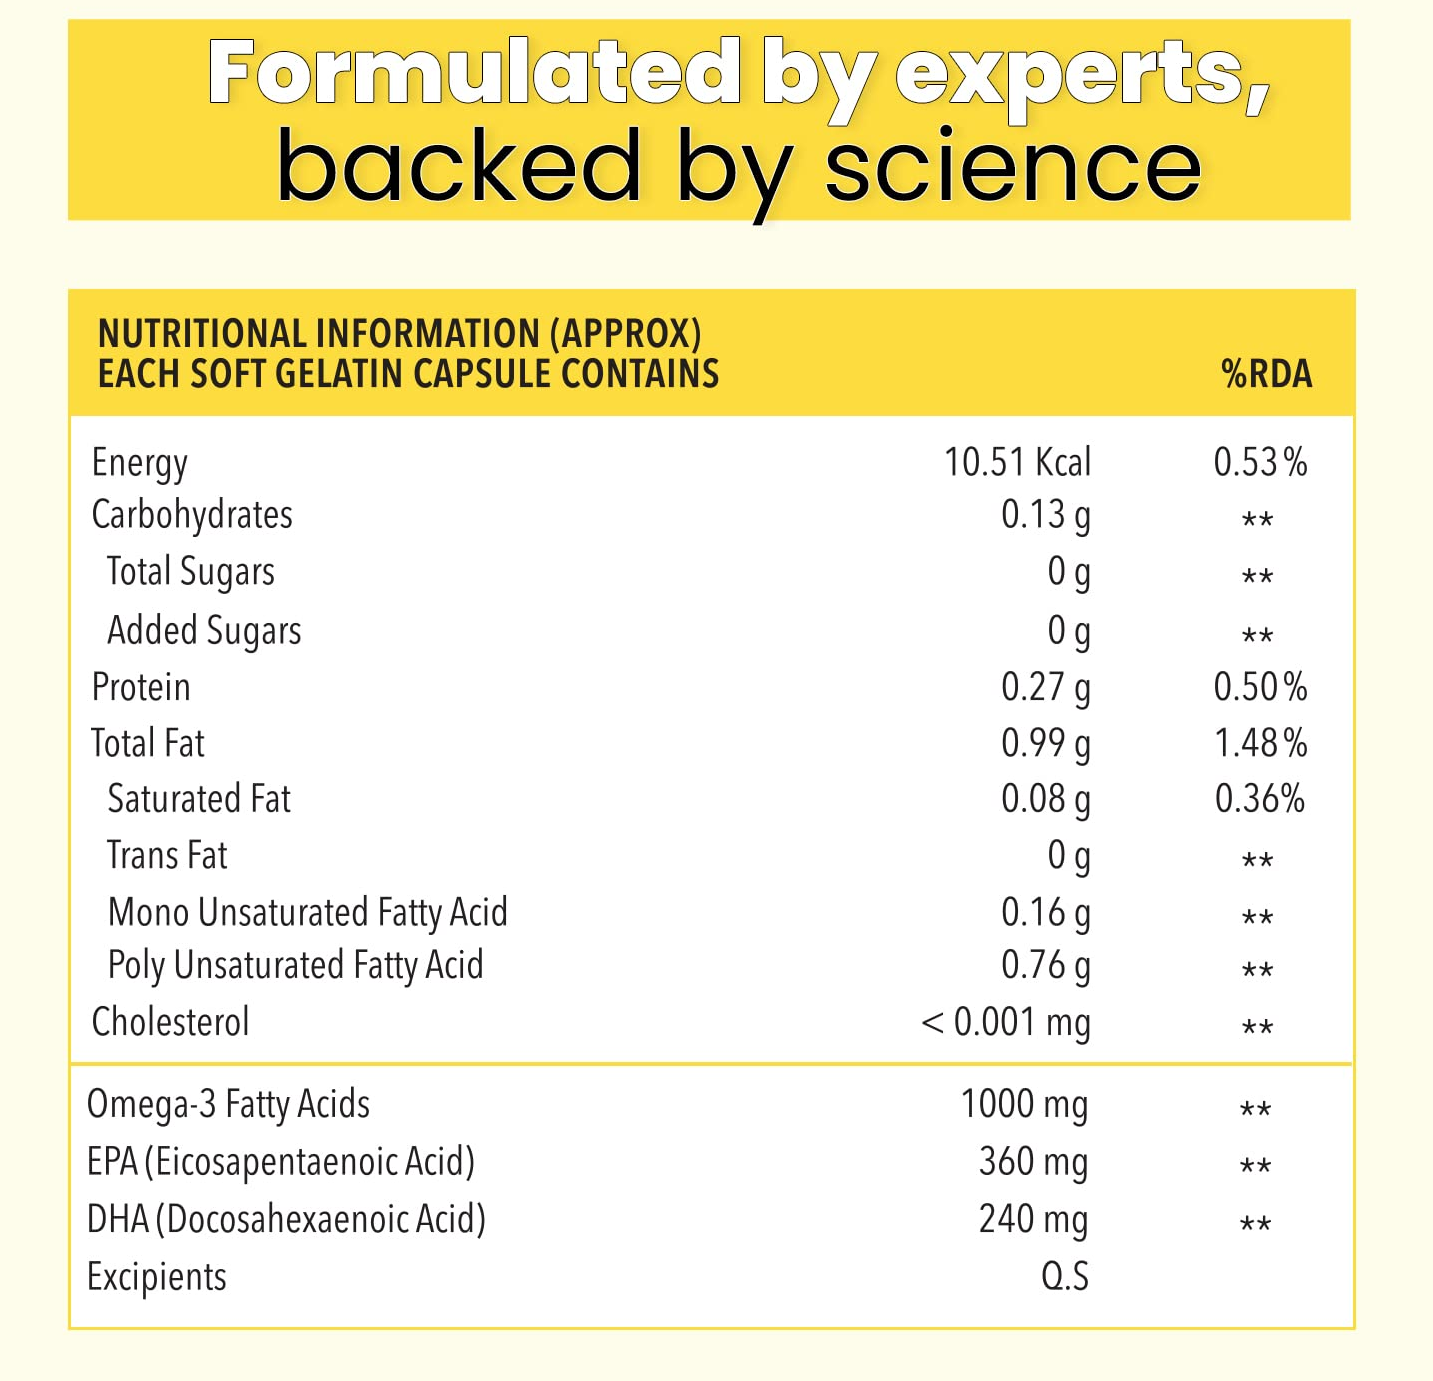 Formulated by experts,
backed by science
NUTRITIONAL INFORMATION (APPROX)
EACH SOFT GELATIN CAPSULE CONTAINS %RDA
Energy 10.51 Kcal 0.53%
Carbohydrates 0.13 g **
Total Sugars 0 g **
Added Sugars 0 g **
Protein 0.27 g 0.50%
Total Fat 0.99 g 1.48%
Saturated Fat 0.08 g 0.36%
Trans Fat 0 g **
Mono Unsaturated Fatty Acid 0.16 g **
Poly Unsaturated Fatty Acid 0.76 g **
Cholesterol < 0.001 mg **
Omega-3 Fatty Acids 1000 mg **
EPA (Eicosapentaenoic Acid) 360 mg **
DHA (Docosahexaenoic Acid) 240 mg **
Excipients Q.S